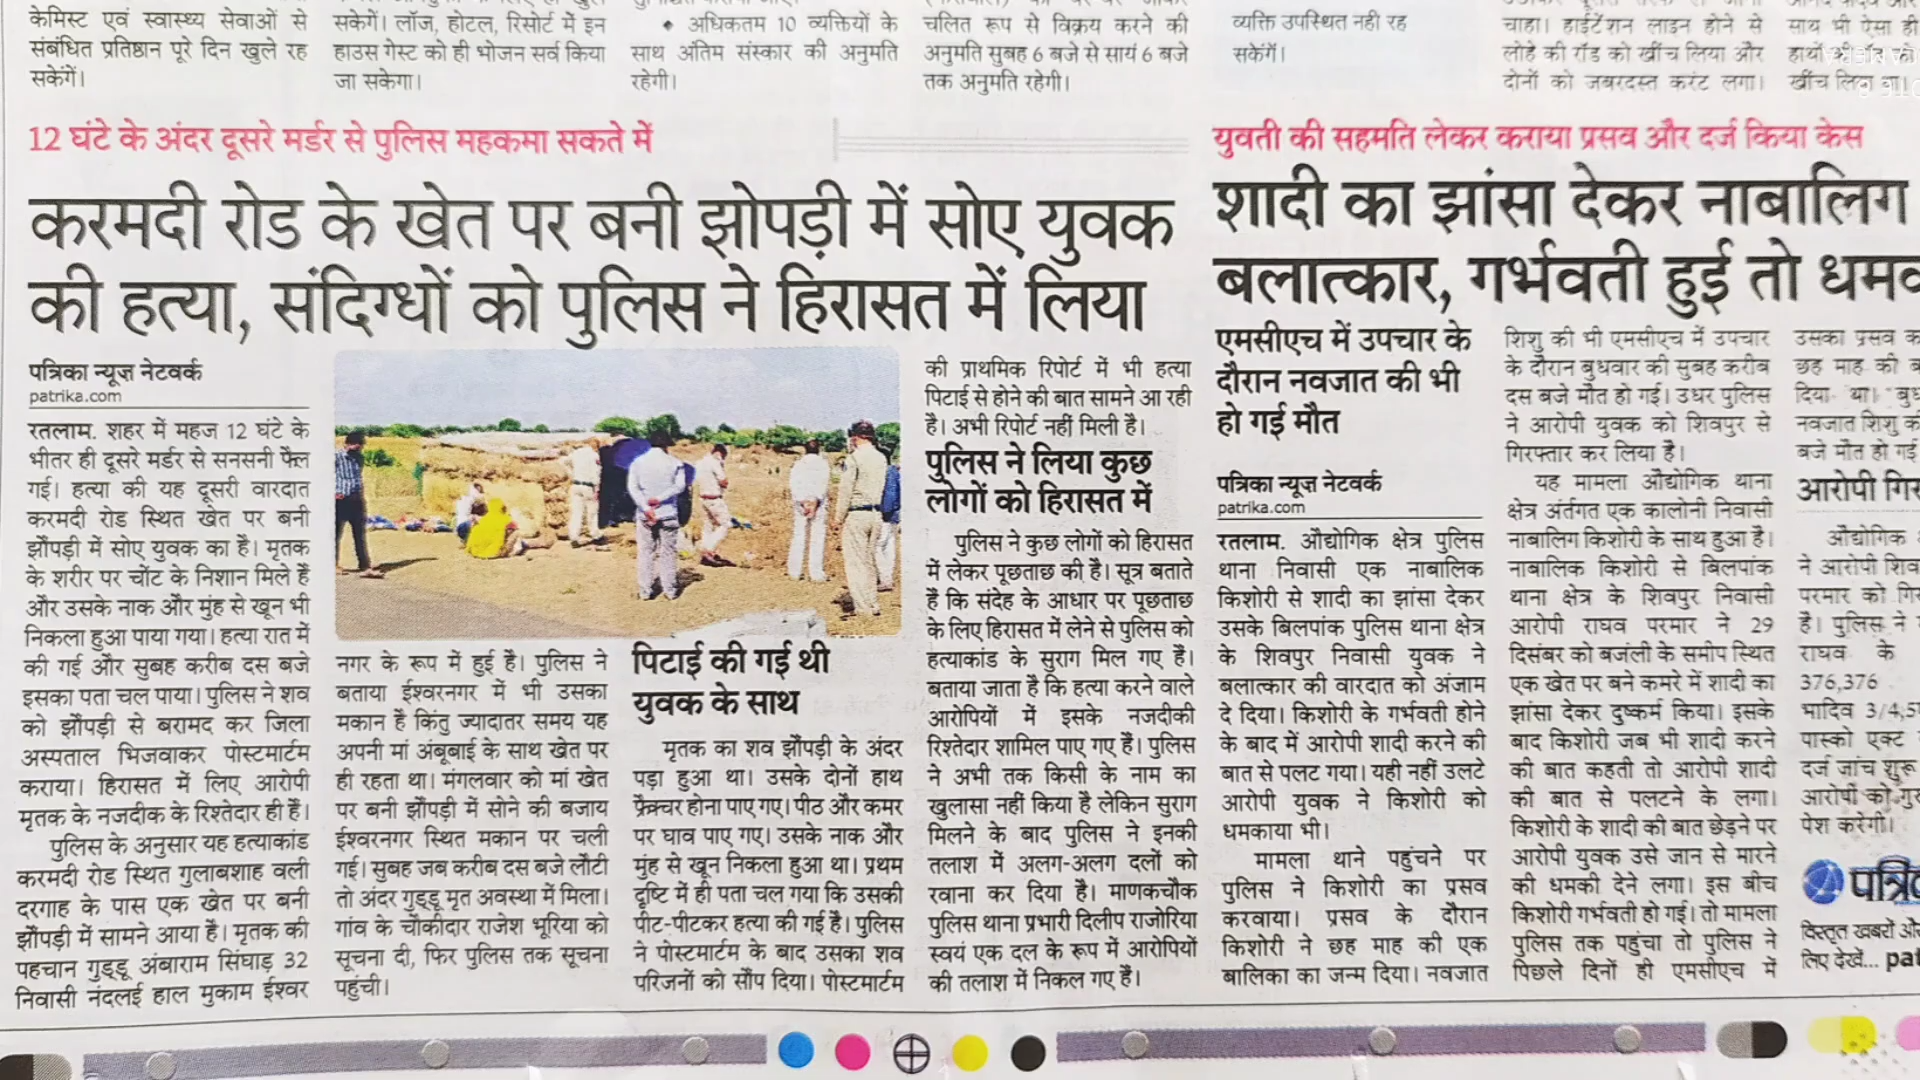 केमिस्ट एवं स्वास्थ्य सेवाओं से
संबंधित प्रतिष्ठान पूरे दिन खुले रह
सकेंगें।
सकेगें। लॉज, होटल, रिसोर्ट में इन
हाउस गेस्ट को ही भोजन सर्व किया
जा सकेगा।
• अधिकतम 10 व्यक्तियों के
साथ अंतिम संस्कार की अनुमति
रहेगी।
चलित रूप से विक्रय करने की
अनुमति सुबह 6 बजे से सायं 6 बजे
तक अनुमति रहेगी।
व्यक्ति उपस्थित नही रह
सकेंगें।
चाहा। हाईटेंशन लाइन होने से
लोहे की रॉड को खींच लिया और
दोनों को जबरदस्त करंट लगा।
साथ भी ऐसा ही
हाथों की
खींच लिया था।
12 घंटे के अंदर दूसरे मर्डर से पुलिस महकमा सकते में
करमदी रोड के खेत पर बनी झोपड़ी में सोए युवक
की हत्या, संदिग्धों को पुलिस ने हिरासत में लिया
पत्रिका न्यूज़ नेटवर्क
patrika.com
रतलाम. शहर में महज 12 घंटे के
भीतर ही दूसरे मर्डर से सनसनी फैल
गई। हत्या की यह दूसरी वारदात
करमदी रोड स्थित खेत पर बनी
झौंपड़ी में सोए युवक का है। मृतक
के शरीर पर चोंट के निशान मिले हैं
और उसके नाक और मुंह से खून भी
निकला हुआ पाया गया। हत्या रात में
की गई और सुबह करीब दस बजे
इसका पता चल पाया। पुलिस ने शव
को झौंपड़ी से बरामद कर जिला
अस्पताल भिजवाकर पोस्टमार्टम
कराया। हिरासत में लिए आरोपी
मृतक के नजदीक के रिश्तेदार ही हैं।
पुलिस के अनुसार यह हत्याकांड
करमदी रोड स्थित गुलाबशाह वली
दरगाह के पास एक खेत पर बनी
झौंपड़ी में सामने आया है। मृतक की
पहचान गुड्डू अंबाराम सिंघाड़ 32
निवासी नंदलई हाल मुकाम ईश्वर
नगर के रूप में हुई है। पुलिस ने
बताया ईश्वरनगर में भी उसका
मकान है किंतु ज्यादातर समय यह
अपनी मां अंबूबाई के साथ खेत पर
ही रहता था। मंगलवार को मां खेत
पर बनी झौंपड़ी में सोने की बजाय
ईश्वरनगर स्थित मकान पर चली
गई। सुबह जब करीब दस बजे लौटी
तो अंदर गुड्डू मृत अवस्था में मिला।
गांव के चौकीदार राजेश भूरिया को
सूचना दी, फिर पुलिस तक सूचना
पहुंची।
पिटाई की गई थी
युवक के साथ
मृतक का शव झौंपड़ी के अंदर
पड़ा हुआ था। उसके दोनों हाथ
फ्रैक्चर होना पाए गए। पीठ और कमर
पर घाव पाए गए। उसके नाक और
मुंह से खून निकला हुआ था। प्रथम
दृष्टि में ही पता चल गया कि उसकी
पीट-पीटकर हत्या की गई है। पुलिस
ने पोस्टमार्टम के बाद उसका शव
परिजनों को सौंप दिया। पोस्टमार्टम
की प्राथमिक रिपोर्ट में भी हत्या
पिटाई से होने की बात सामने आ रही
है। अभी रिपोर्ट नहीं मिली है।
पुलिस ने लिया कुछ
लोगों को हिरासत में
पुलिस ने कुछ लोगों को हिरासत
में लेकर पूछताछ की है। सूत्र बताते
है कि संदेह के आधार पर पूछताछ
के लिए हिरासत में लेने से पुलिस को
हत्याकांड के सुराग मिल गए है।
बताया जाता है कि हत्या करने वाले
आरोपियों में इसके नजदीकी
रिश्तेदार शामिल पाए गए है। पुलिस
ने अभी तक किसी के नाम का
खुलासा नहीं किया है लेकिन सुराग
मिलने के बाद पुलिस ने इनकी
तलाश में अलग-अलग दलों को
रवाना कर दिया है। माणकचौक
पुलिस थाना प्रभारी दिलीप राजोरिया
स्वयं एक दल के रूप में आरोपियों
की तलाश में निकल गए हैं।
युवती की सहमति लेकर कराया प्रसव और दर्ज किया केस
शादी का झांसा देकर नाबालिग
बलात्कार, गर्भवती हुई तो
एमसीएच में उपचार के
दौरान नवजात की भी
हो गई मौत
पत्रिका न्यूज़ नेटवर्क
patrika.com
रतलाम. औद्योगिक क्षेत्र पुलिस
थाना निवासी एक नाबालिक
किशोरी से शादी का झांसा देकर
उसके बिलपांक पुलिस थाना क्षेत्र
के शिवपुर निवासी युवक ने
बलात्कार की वारदात को अंजाम
दे दिया। किशोरी के गर्भवती होने
के बाद में आरोपी शादी करने की
बात से पलट गया। यही नहीं उलटे
आरोपी युवक ने किशोरी को
धमकाया भी।
मामला थाने पहुंचने पर
पुलिस ने किशोरी का प्रसव
करवाया। प्रसव के दौरान
किशोरी ने छह माह की एक
बालिका का जन्म दिया। नवजात
शिशु की भी एमसीएच में उपचार
के दौरान बुधवार की सुबह करीब
दस बजे मौत हो गई। उधर पुलिस
ने आरोपी युवक को शिवपुर से
गिरफ्तार कर लिया है।
यह मामला औद्योगिक थाना
क्षेत्र अंर्तगत एक कालोनी निवासी
नाबालिग किशोरी के साथ हुआ है।
नाबालिक किशोरी से बिलपांक
थाना क्षेत्र के शिवपुर निवासी
आरोपी राघव परमार ने 29
दिसंबर को बजंली के समीप स्थित
एक खेत पर बने कमरे में शादी का
झांसा देकर दुष्कर्म किया। इसके
बाद किशोरी जब भी शादी करने
की बात कहती तो आरोपी शादी
की बात से पलटने के लगा।
किशोरी के शादी की बात छेड़ने पर
आरोपी युवक उसे जान से मारने
की धमकी देने लगा। इस बीच
किशोरी गर्भवती हो गई। तो मामला
पुलिस तक पहुंचा तो पुलिस ने
पिछले दिनों ही एमसीएच में
उसका प्रसव
छह माह की
दिया था।
नवजात शिशु की
बजे मौत हो गई
आरोपी
औद्योगिक
ने आरोपी
परमार को
है। पुलिस ने
राघव के
376,376
भादिव 3/4,
पास्को एक्ट
दर्ज जांच शुरू
आरोपी को
पेश करेगी।
विस्तृत खबरों
लिए देखें...